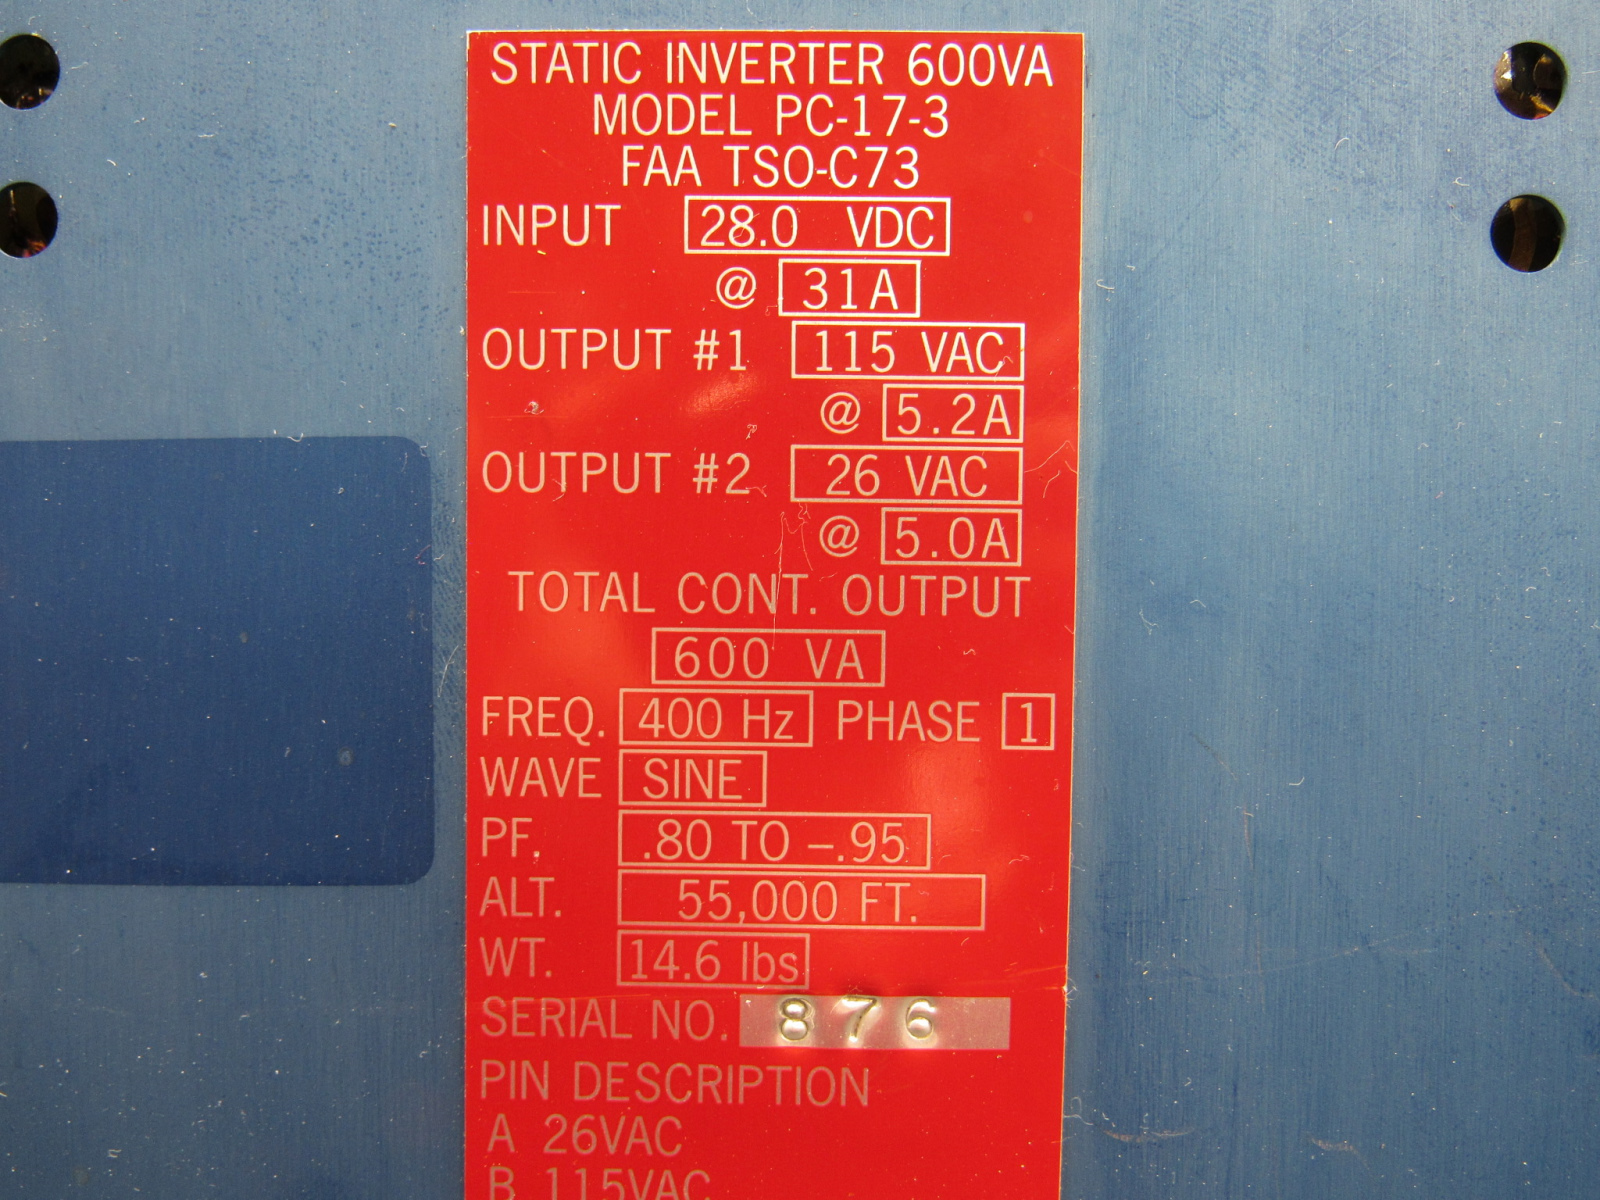 STATIC INVERTER 600VA
MODEL PC-17-3
FAA TSO-C73
INPUT 28.0 VDC
@ 31A
OUTPUT #1 115 VAC
@ 5.2A
OUTPUT #2 26 VAC
@ 5.0A
TOTAL CONT. OUTPUT
600 VA
FREQ. 400 Hz PHASE 1
WAVE SINE
PF. .80 TO –.95
ALT. 55,000 FT.
WT. 14.6 lbs
SERIAL NO. 876
PIN DESCRIPTION
A 26VAC
B 115VAC